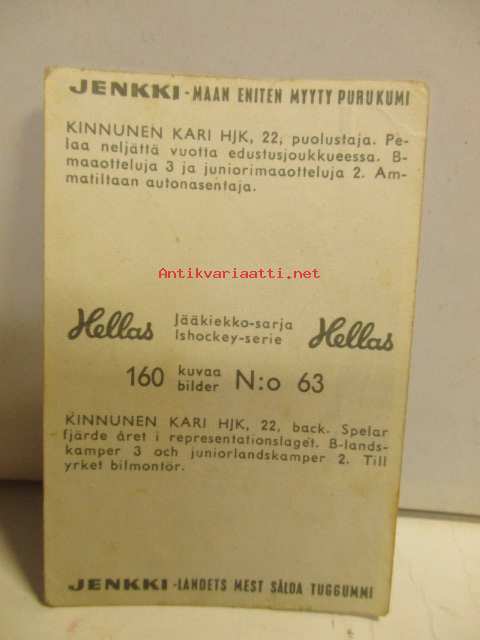 JENKKI - MAAN ENITEN MYYTY PURUKUMI
KINNUNEN KARI HJK, 22, puolustaja. Pe-
laa neljättä vuotta edustusjoukkueessa. B-
maaotteluja 3 ja juniorimaaotteluja 2. Am-
matiltaan autonasentaja.
Antikvariaatti.net
Hellas Jääkiekko-sarja Hellas
Ishockey-serie
160 kuvaa N:o 63
bilder
KINNUNEN KARI HJK, 22, back. Spelar
fjärde året i representationslaget. B-lands-
kamper 3 och juniorlandskamper 2. Till
yrket bilmontör.
JENKKI - LANDETS MEST SÅLDA TUGGUMMI